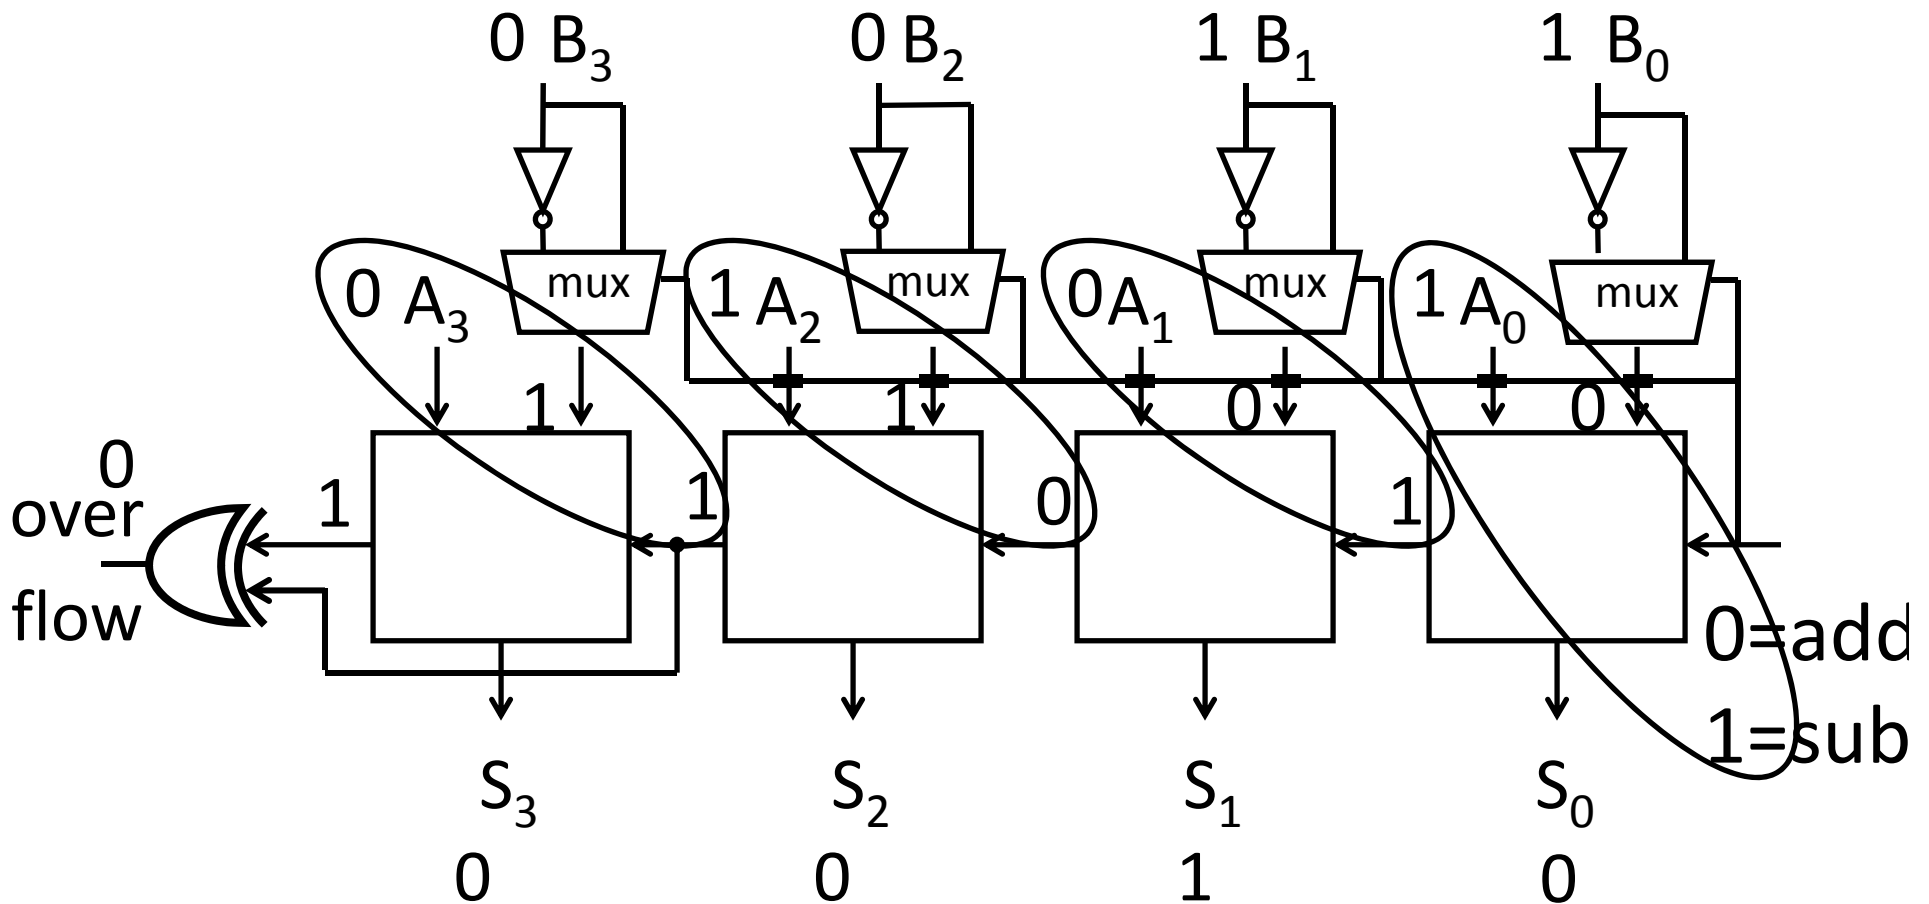 0 B₃ 0 B₂ 1 B₁ 1 B₀
mux mux mux mux
0 A₃ 1 A₂ 0 A₁ 1 A₀
1 1 0 0
0
over 1 1 0 1
flow
0=add
1=sub
S₃ S₂ S₁ S₀
0 0 1 0